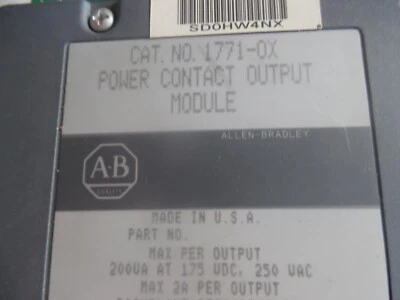 SD0HW4NX
CAT. NO. 1771-OX
POWER CONTACT OUTPUT
MODULE
ALLEN-BRADLEY
A-B
QUALITY
MADE IN U.S.A.
PART NO.
MAX PER OUTPUT
200VA AT 175 VDC, 250 VAC
MAX 2A PER OUTPUT